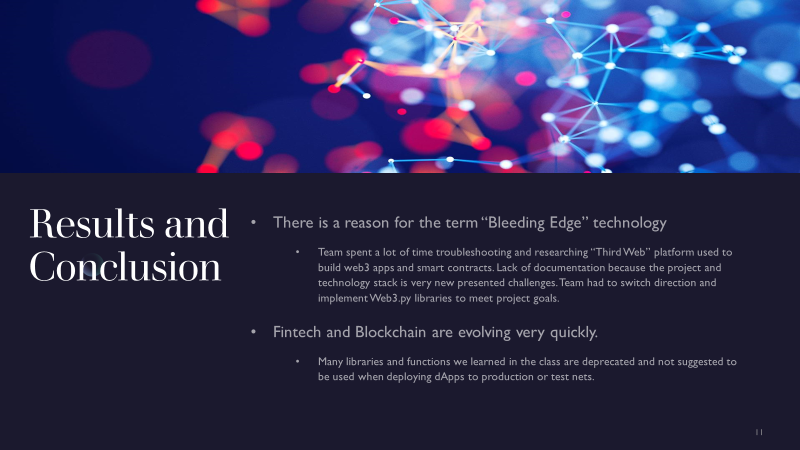 Results and
Conclusion
• There is a reason for the term “Bleeding Edge” technology
• Team spent a lot of time troubleshooting and researching “Third Web” platform used to
build web3 apps and smart contracts. Lack of documentation because the project and
technology stack is very new presented challenges. Team had to switch direction and
implement Web3.py libraries to meet project goals.
• Fintech and Blockchain are evolving very quickly.
• Many libraries and functions we learned in the class are deprecated and not suggested to
be used when deploying dApps to production or test nets.
11